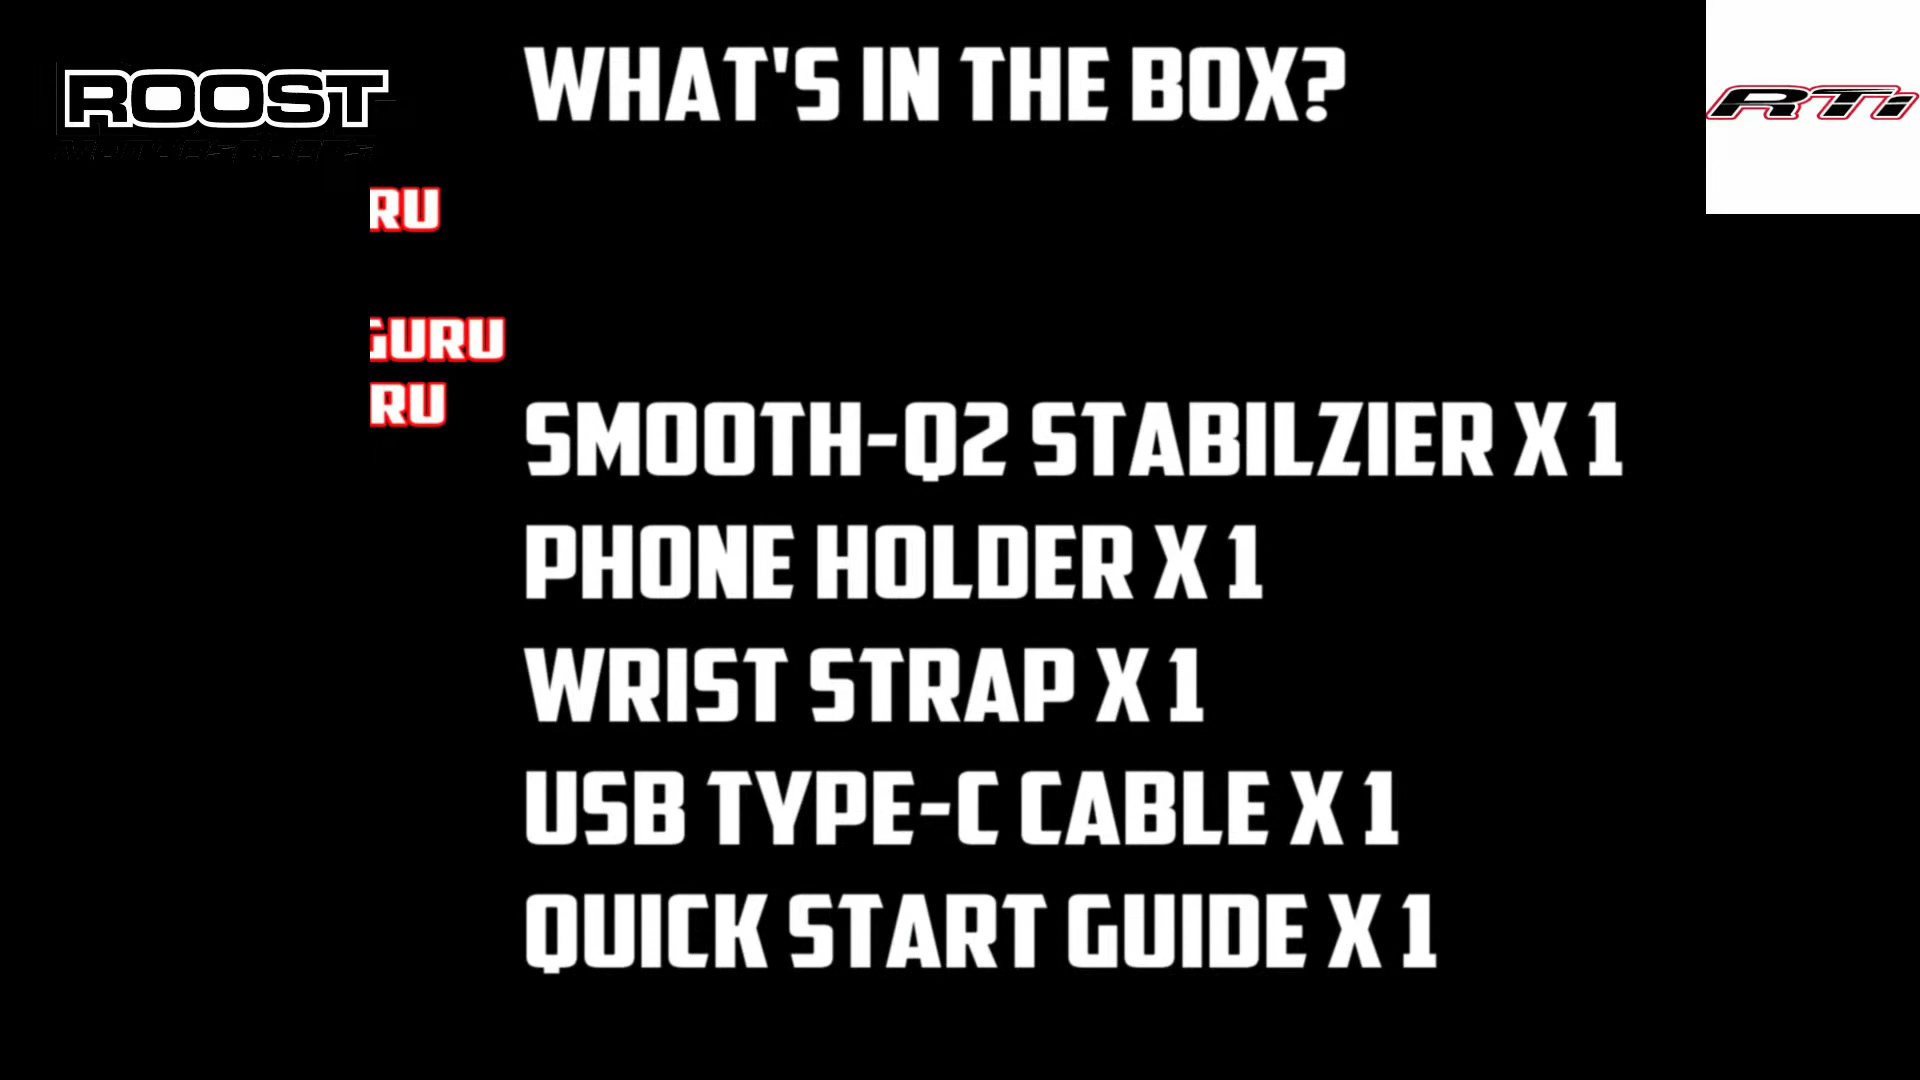 ROOST
WHAT'S IN THE BOX?
RTi
RU
GURU
RU
SMOOTH-Q2 STABILZIER X 1
PHONE HOLDER X 1
WRIST STRAP X 1
USB TYPE-C CABLE X 1
QUICK START GUIDE X 1